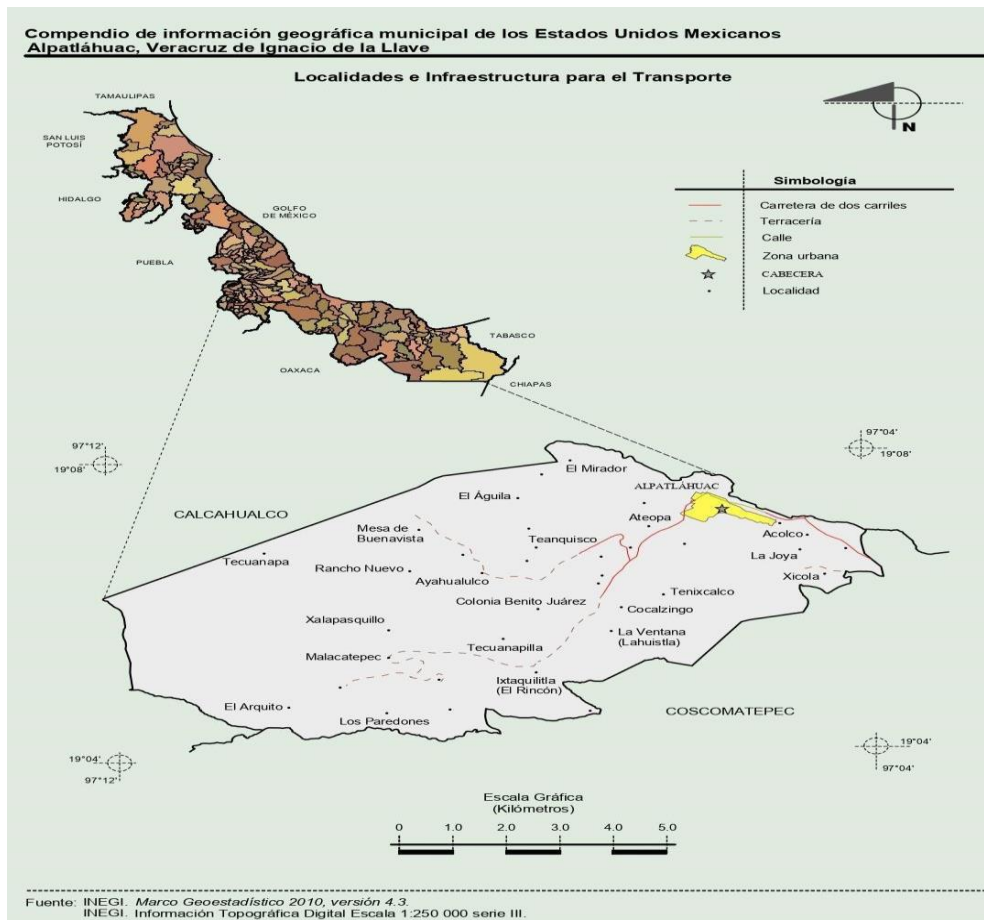 Compendio de información geográfica municipal de los Estados Unidos Mexicanos
Alpatláhuac, Veracruz de Ignacio de la Llave
Localidades e Infraestructura para el Transporte
TAMAULIPAS
SAN LUIS
POTOSÍ
HIDALGO
GOLFO
DE MÉXICO
PUEBLA
OAXACA
TABASCO
CHIAPAS
N
Simbología
Carretera de dos carriles
Terracería
Calle
Zona urbana
CABECERA
Localidad
97°12'
19°08'
97°04'
19°08'
CALCAHUALCO
El Mirador
ALPATLÁHUAC
El Águila
Ateopa
Mesa de
Buenavista
Teanquisco
Acolco
Tecuanapa
La Joya
Rancho Nuevo
Ayahualulco
Xicola
Tenixcalco
Colonia Benito Juárez
Cocalzingo
Xalapasquillo
La Ventana
(Lahuistla)
Tecuanapilla
Malacatepec
Ixtaquilitla
(El Rincón)
El Arquito
Los Paredones
COSCOMATEPEC
19°04'
97°12'
19°04'
97°04'
Escala Gráfica
(Kilómetros)
0 1.0 2.0 3.0 4.0 5.0
Fuente: INEGI. Marco Geoestadístico 2010, versión 4.3.
INEGI. Información Topográfica Digital Escala 1:250 000 serie III.